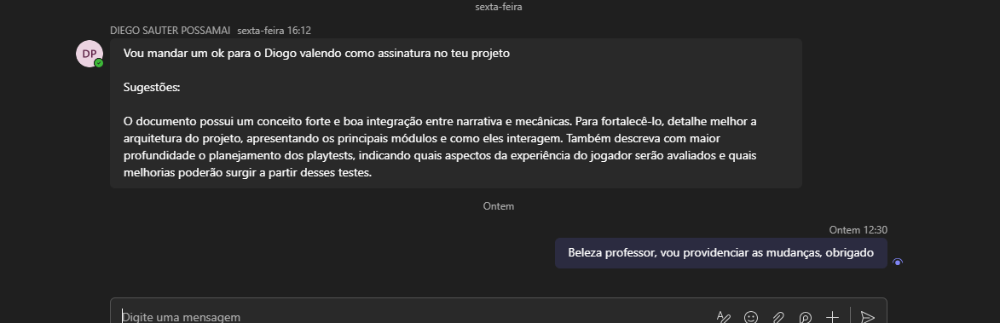 sexta-feira
DIEGO SAUTER POSSAMAI sexta-feira 16:12
DP
Vou mandar um ok para o Diogo valendo como assinatura no teu projeto
Sugestões:
O documento possui um conceito forte e boa integração entre narrativa e mecânicas. Para fortalecê-lo, detalhe melhor a
arquitetura do projeto, apresentando os principais módulos e como eles interagem. Também descreva com maior
profundidade o planejamento dos playtests, indicando quais aspectos da experiência do jogador serão avaliados e quais
melhorias poderão surgir a partir desses testes.
Ontem
Ontem 12:30
Beleza professor, vou providenciar as mudanças, obrigado
Digite uma mensagem